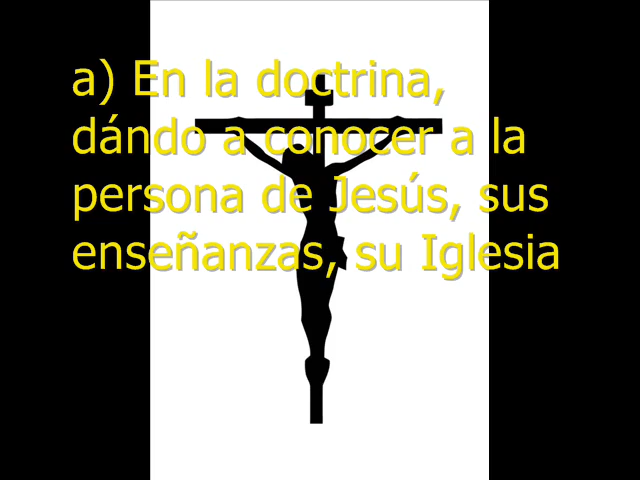 a) En la doctrina,
dándo a conocer a la
persona de Jesús, sus
enseñanzas, su Iglesia